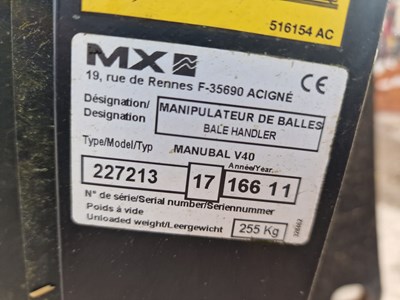 516154 AC
MX
19, rue de Rennes F-35690 ACIGNÉ
CE
Désignation/ MANIPULATEUR DE BALLES
Designation BALE HANDLER
Type/Model/Typ MANUBAL V40
Année/Year.
227213 17 166 11
N° de série/Serial number/Seriennummer
Poids à vide
Unloaded weight/Leergewicht 255 Kg